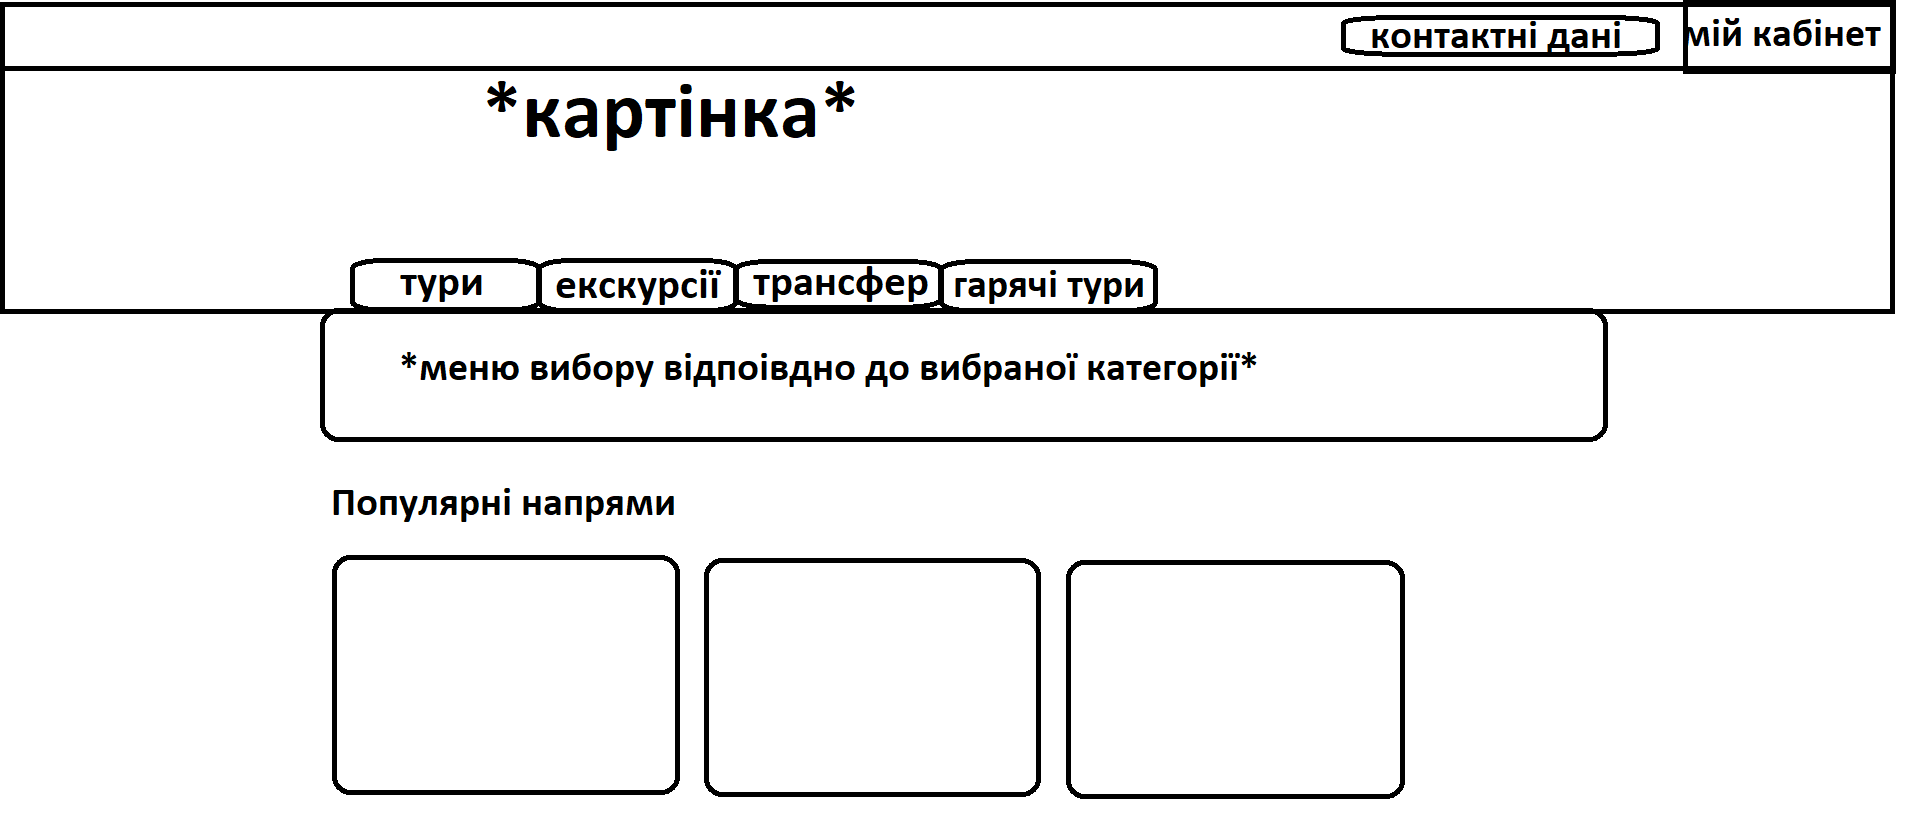 контактні дані
мій кабінет
*картінка*
тури
екскурсії
трансфер
гарячі тури
*меню вибору відпоівдно до вибраної категорії*
Популярні напрями